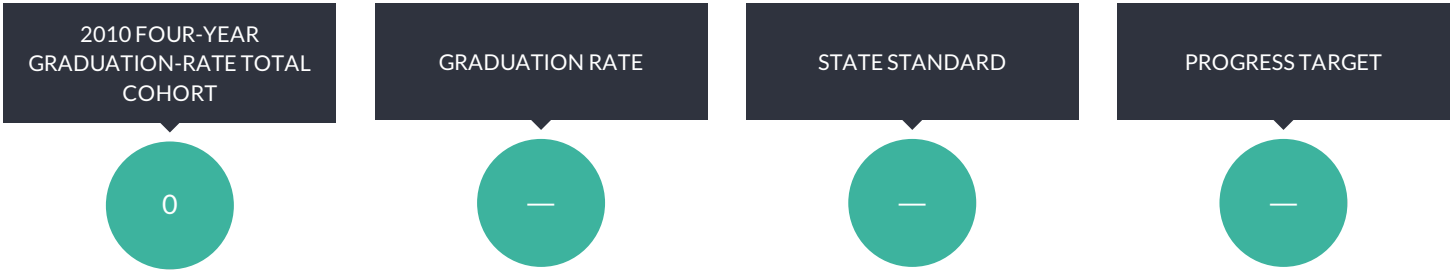 2010 FOUR-YEAR
GRADUATION-RATE TOTAL
COHORT
0
GRADUATION RATE
—
STATE STANDARD
—
PROGRESS TARGET
—